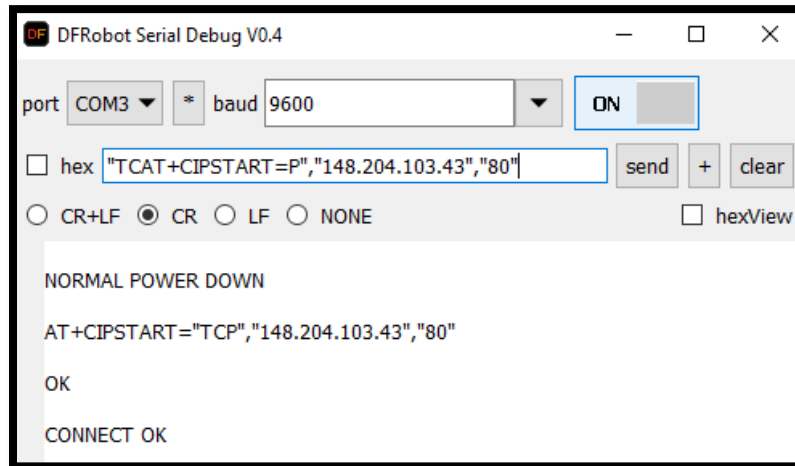 DF DFRobot Serial Debug V0.4
port COM3 * baud 9600 ON
hex "TCAT+CIPSTART=P","148.204.103.43","80" send + clear
CR+LF CR LF NONE hexView
NORMAL POWER DOWN
AT+CIPSTART="TCP","148.204.103.43","80"
OK
CONNECT OK